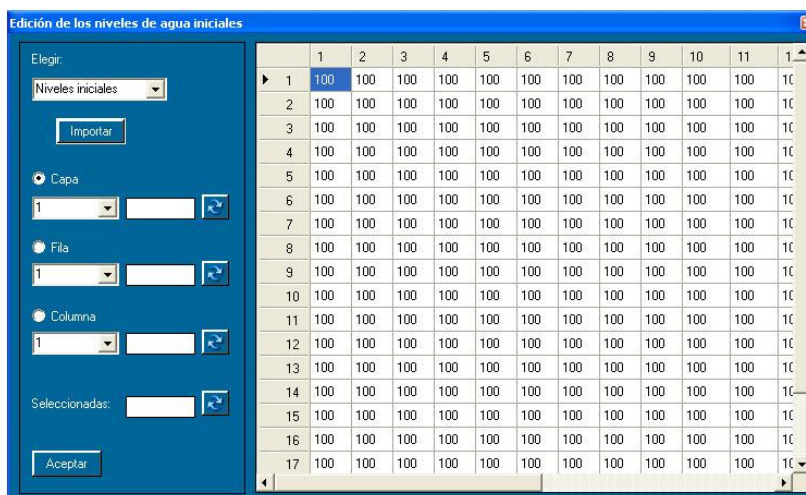 Edición de los niveles de agua iniciales
Elegir:
Niveles iniciales
Importar
Capa
1
Fila
1
Columna
1
Seleccionadas:
Aceptar
1 2 3 4 5 6 7 8 9 10 11
1 100 100 100 100 100 100 100 100 100 100 100
2 100 100 100 100 100 100 100 100 100 100 100
3 100 100 100 100 100 100 100 100 100 100 100
4 100 100 100 100 100 100 100 100 100 100 100
5 100 100 100 100 100 100 100 100 100 100 100
6 100 100 100 100 100 100 100 100 100 100 100
7 100 100 100 100 100 100 100 100 100 100 100
8 100 100 100 100 100 100 100 100 100 100 100
9 100 100 100 100 100 100 100 100 100 100 100
10 100 100 100 100 100 100 100 100 100 100 100
11 100 100 100 100 100 100 100 100 100 100 100
12 100 100 100 100 100 100 100 100 100 100 100
13 100 100 100 100 100 100 100 100 100 100 100
14 100 100 100 100 100 100 100 100 100 100 100
15 100 100 100 100 100 100 100 100 100 100 100
16 100 100 100 100 100 100 100 100 100 100 100
17 100 100 100 100 100 100 100 100 100 100 100